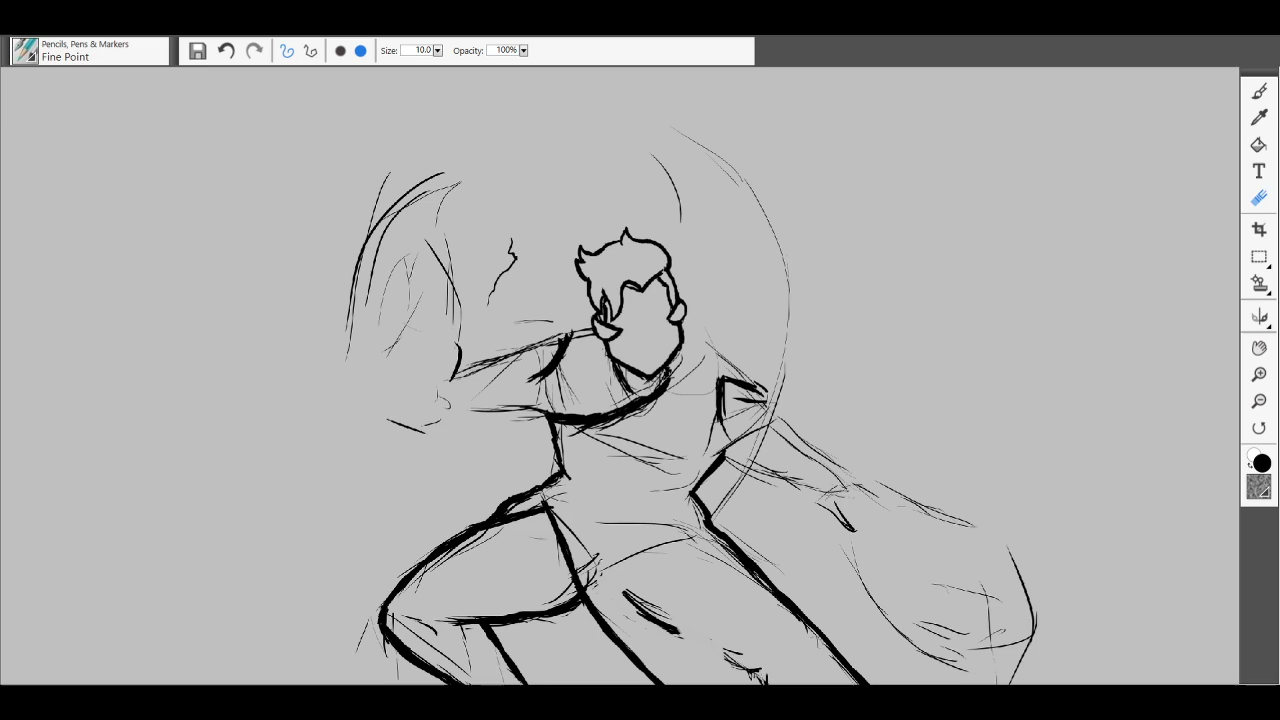 Pencils, Pens & Markers
Fine Point
Size: 10.0
Opacity: 100%
T